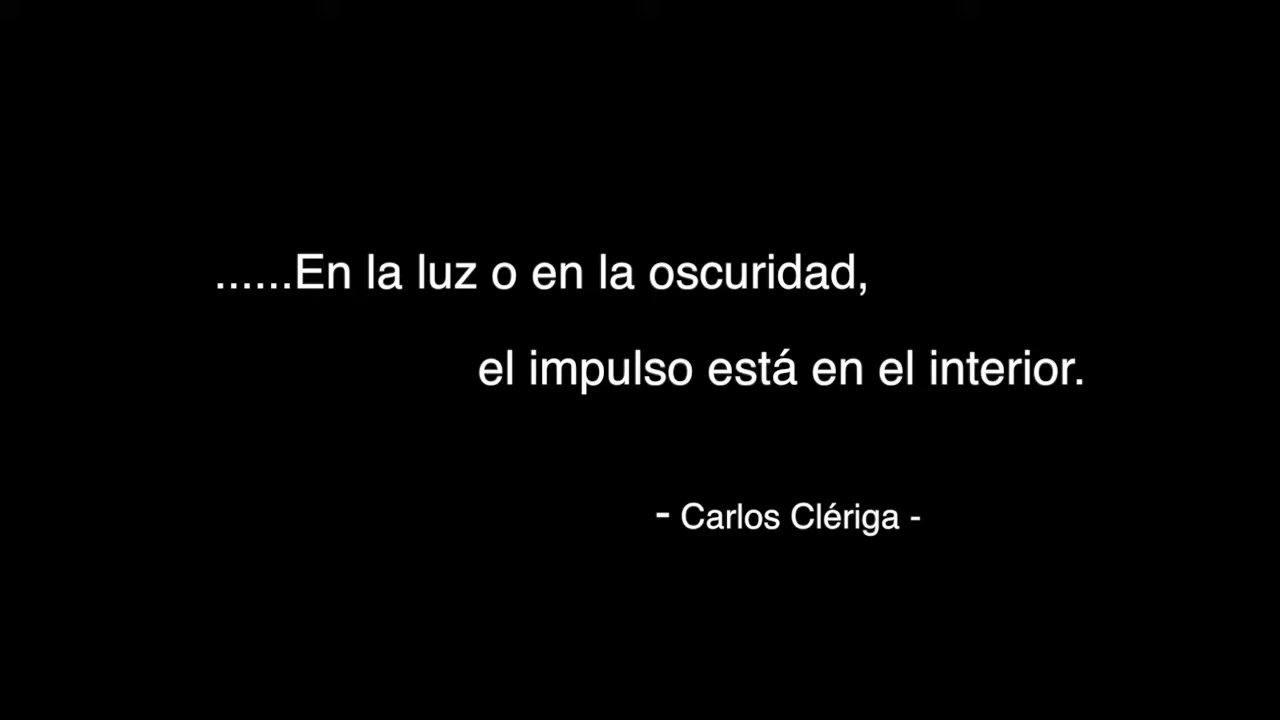 ......En la luz o en la oscuridad,
el impulso está en el interior.
- Carlos Clériga -